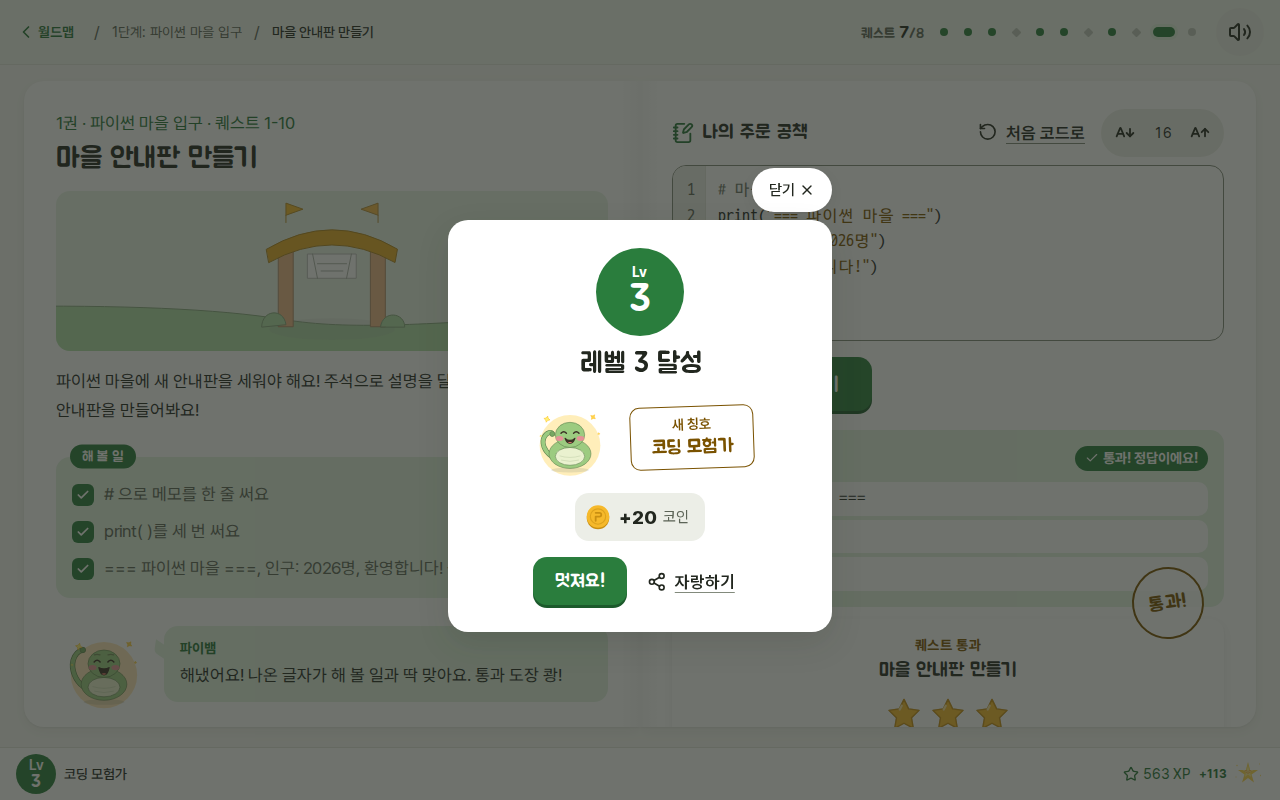 월드맵 / 1단계: 파이썬 마을 입구 / 마을 안내판 만들기
퀘스트 7/8
1권 · 파이썬 마을 입구 · 퀘스트 1-10
마을 안내판 만들기
파이썬 마을에 새 안내판을 세워야 해요! 주석으로 설명을 달
안내판을 만들어봐요!
해 볼 일
# 으로 메모를 한 줄 써요
print( )를 세 번 써요
=== 파이썬 마을 ===, 인구: 2026명, 환영합니다!
파이뱀
해냈어요! 나온 글자가 해 볼 일과 딱 맞아요. 통과 도장 쾅!
나의 주문 공책
처음 코드로
A↓ 16 A↑
1 # 마
2 print( === 파이썬 마을 ===")
026명")
니다!")
닫기 ×
Lv
3
레벨 3 달성
새 칭호
코딩 모험가
+20 코인
멋져요!
자랑하기
통과! 정답이에요!
===
통과!
퀘스트 통과
마을 안내판 만들기
Lv
3
코딩 모험가
563 XP +113